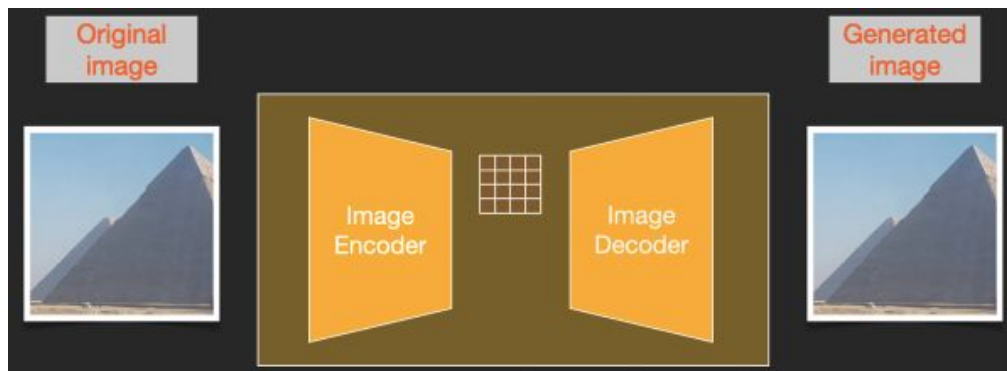 Original
image
Generated
image
Image
Encoder
Image
Decoder